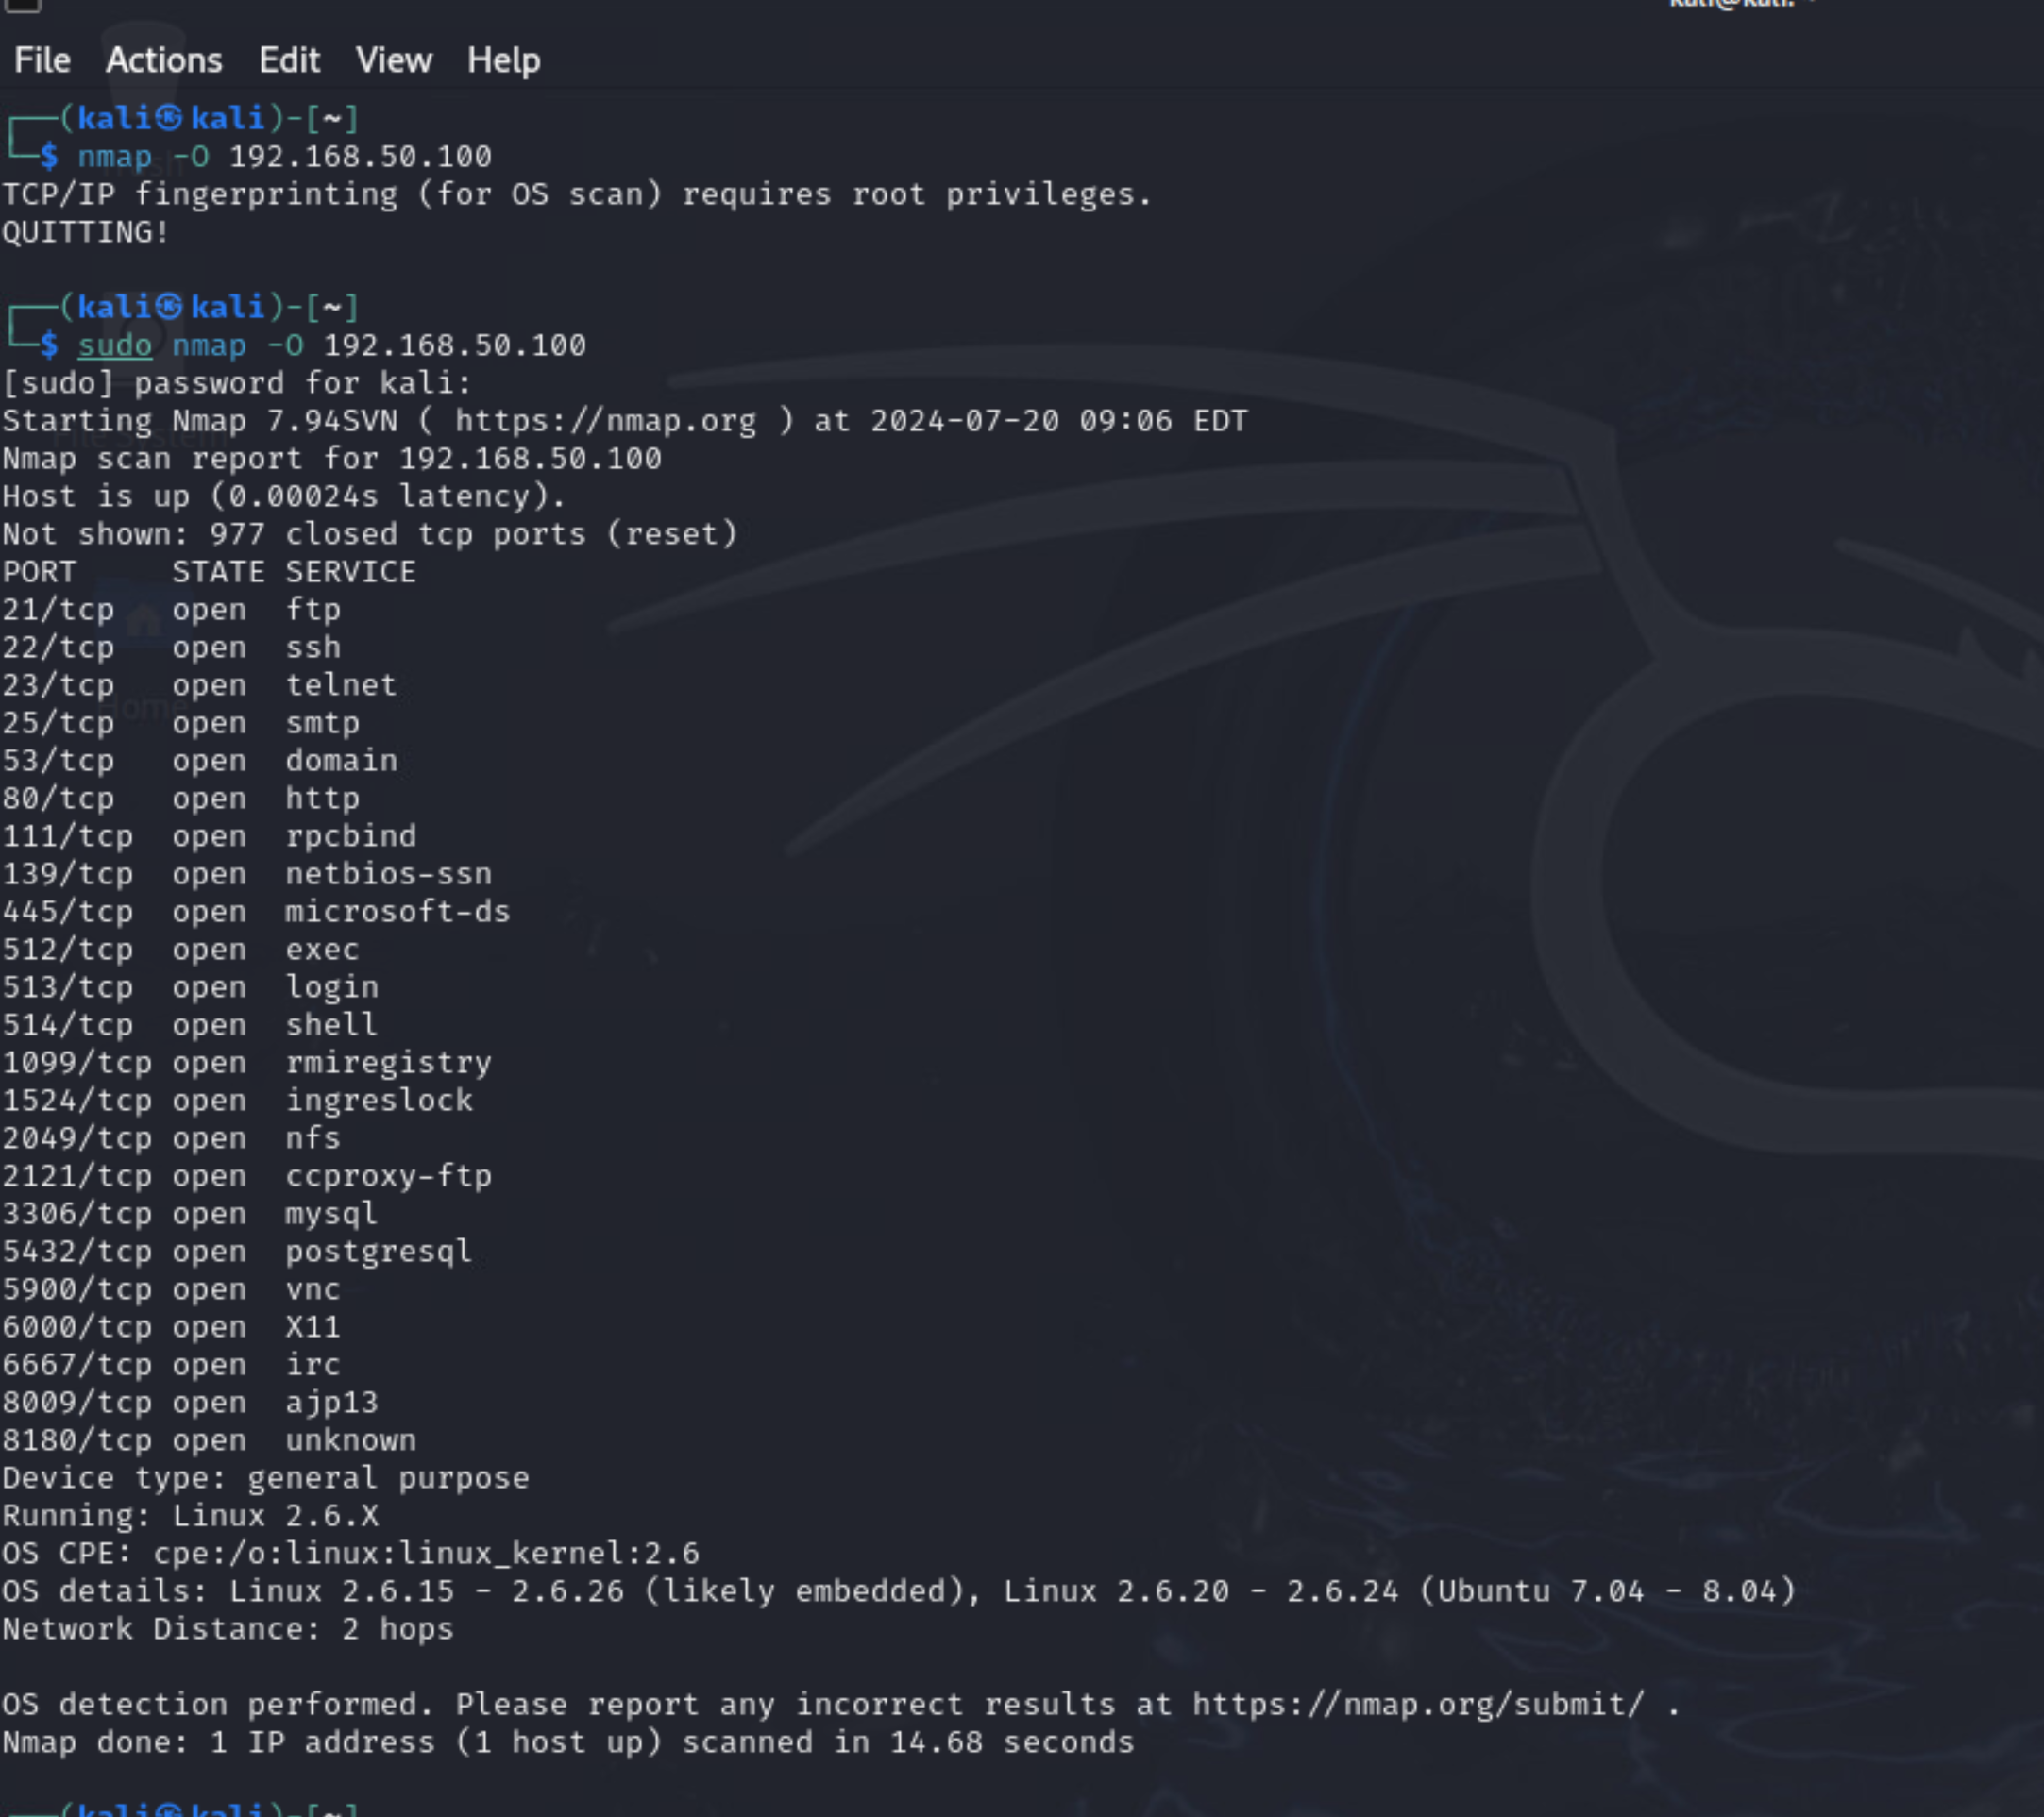 File Actions Edit View Help
┌──(kali㉿kali)-[~]
└─$ nmap -O 192.168.50.100
TCP/IP fingerprinting (for OS scan) requires root privileges.
QUITTING!
┌──(kali㉿kali)-[~]
└─$ sudo nmap -O 192.168.50.100
[sudo] password for kali:
Starting Nmap 7.94SVN ( https://nmap.org ) at 2024-07-20 09:06 EDT
Nmap scan report for 192.168.50.100
Host is up (0.00024s latency).
Not shown: 977 closed tcp ports (reset)
PORT     STATE SERVICE
21/tcp   open  ftp
22/tcp   open  ssh
23/tcp   open  telnet
25/tcp   open  smtp
53/tcp   open  domain
80/tcp   open  http
111/tcp  open  rpcbind
139/tcp  open  netbios-ssn
445/tcp  open  microsoft-ds
512/tcp  open  exec
513/tcp  open  login
514/tcp  open  shell
1099/tcp open  rmiregistry
1524/tcp open  ingreslock
2049/tcp open  nfs
2121/tcp open  ccproxy-ftp
3306/tcp open  mysql
5432/tcp open  postgresql
5900/tcp open  vnc
6000/tcp open  X11
6667/tcp open  irc
8009/tcp open  ajp13
8180/tcp open  unknown
Device type: general purpose
Running: Linux 2.6.X
OS CPE: cpe:/o:linux:linux_kernel:2.6
OS details: Linux 2.6.15 - 2.6.26 (likely embedded), Linux 2.6.20 - 2.6.24 (Ubuntu 7.04 - 8.04)
Network Distance: 2 hops
OS detection performed. Please report any incorrect results at https://nmap.org/submit/ .
Nmap done: 1 IP address (1 host up) scanned in 14.68 seconds